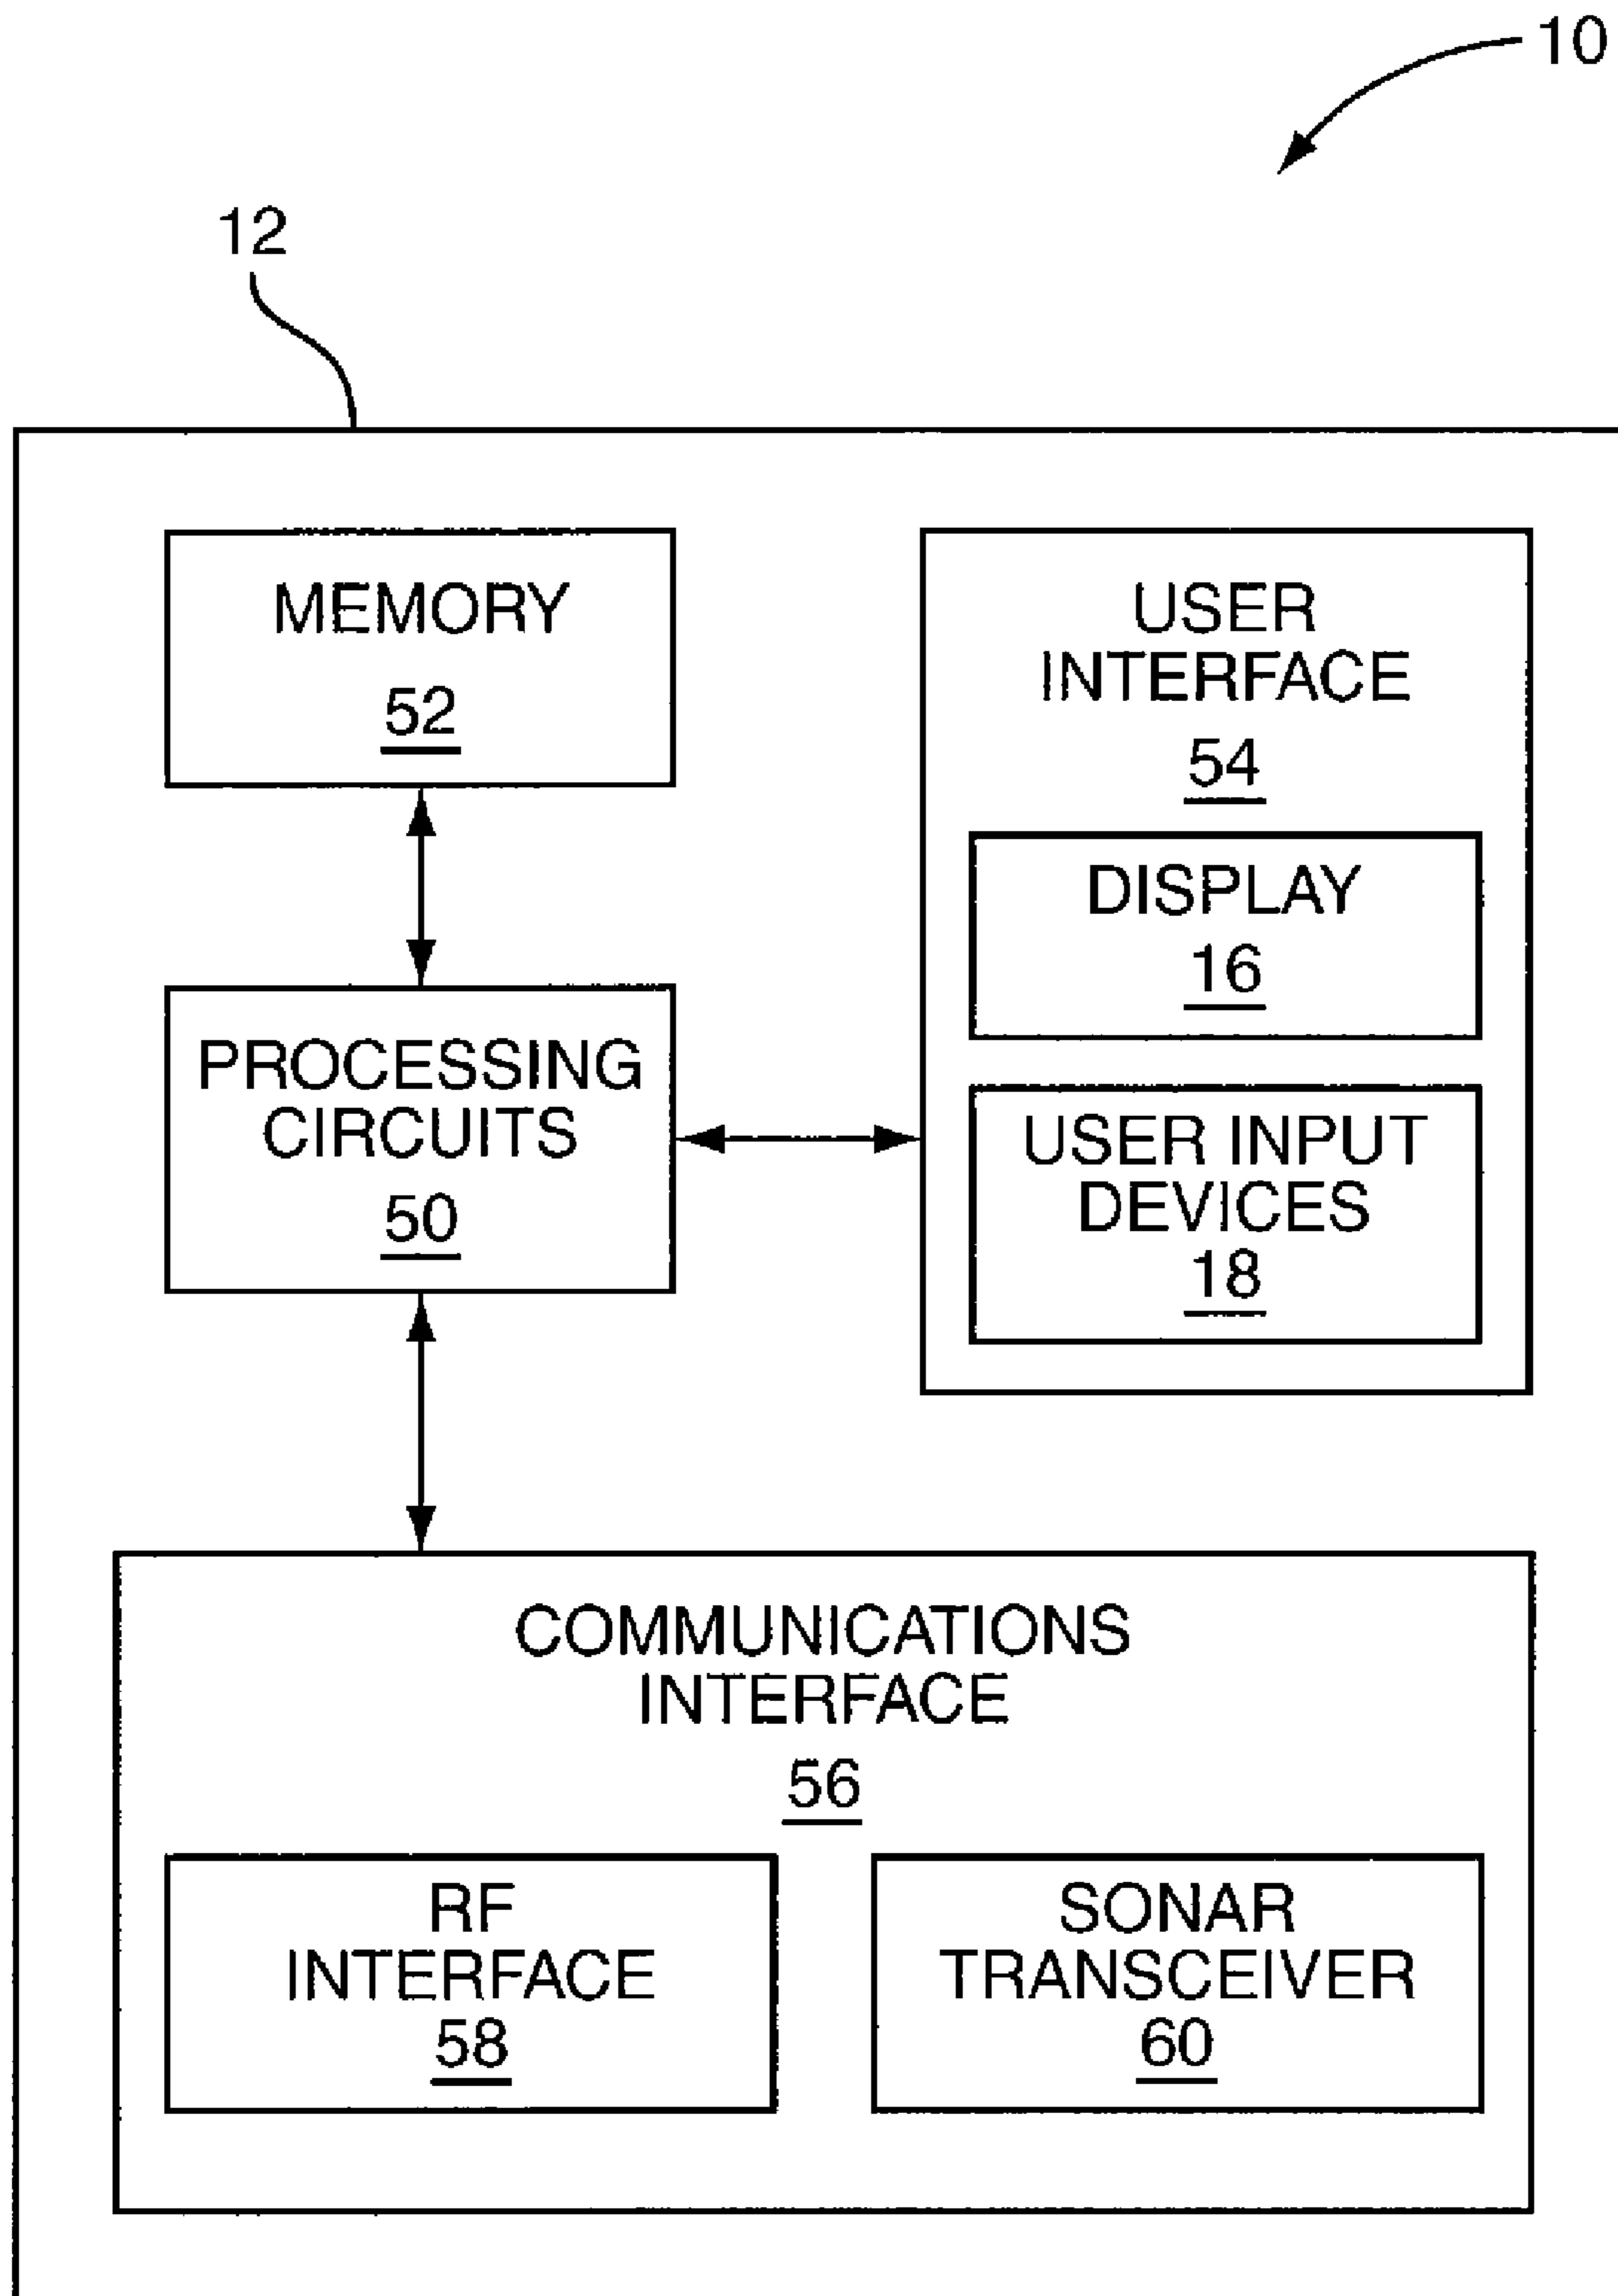 10
12
MEMORY
52
USER
INTERFACE
54
DISPLAY
16
PROCESSING
CIRCUITS
50
USER INPUT
DEVICES
18
COMMUNICATIONS
INTERFACE
56
RF
INTERFACE
58
SONAR
TRANSCEIVER
60